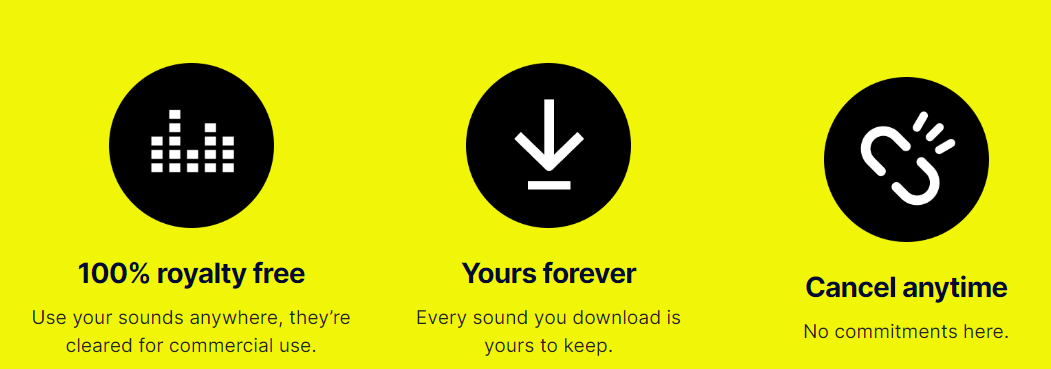 100% royalty free
Use your sounds anywhere, they’re
cleared for commercial use.
Yours forever
Every sound you download is
yours to keep.
Cancel anytime
No commitments here.